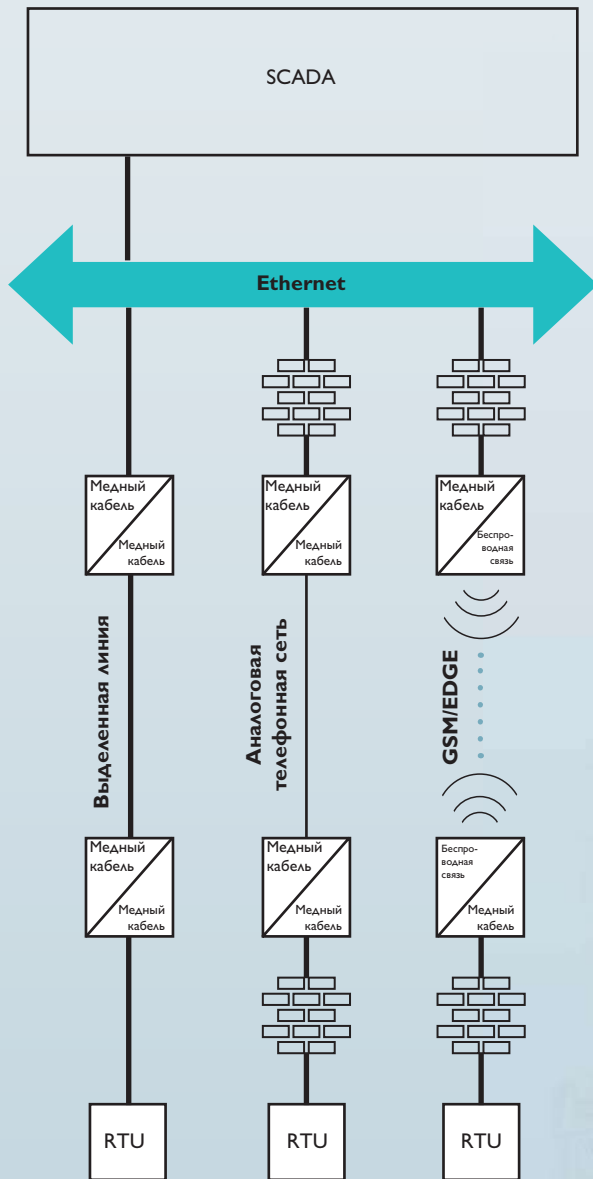 SCADA
Ethernet
Медный
кабель
Медный
кабель
Медный
кабель
Медный
кабель
Медный
кабель
Беспро-
водная
связь
Выделенная линия
Аналоговая
телефонная сеть
GSM/EDGE
Медный
кабель
Медный
кабель
Медный
кабель
Медный
кабель
Беспро-
водная
связь
Медный
кабель
RTU
RTU
RTU